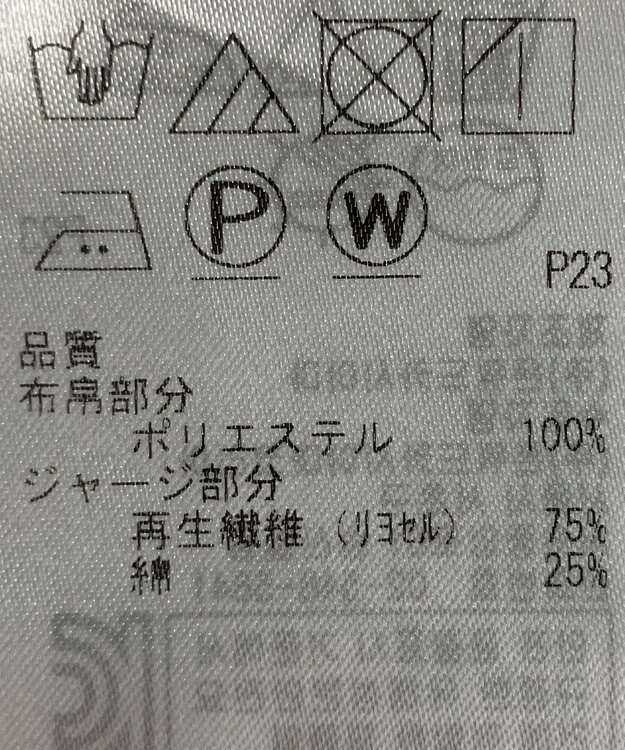 P W
P23
品質
布帛部分
ポリエステル 100%
ジャージ部分
再生繊維（リヨセル） 75%
綿 25%